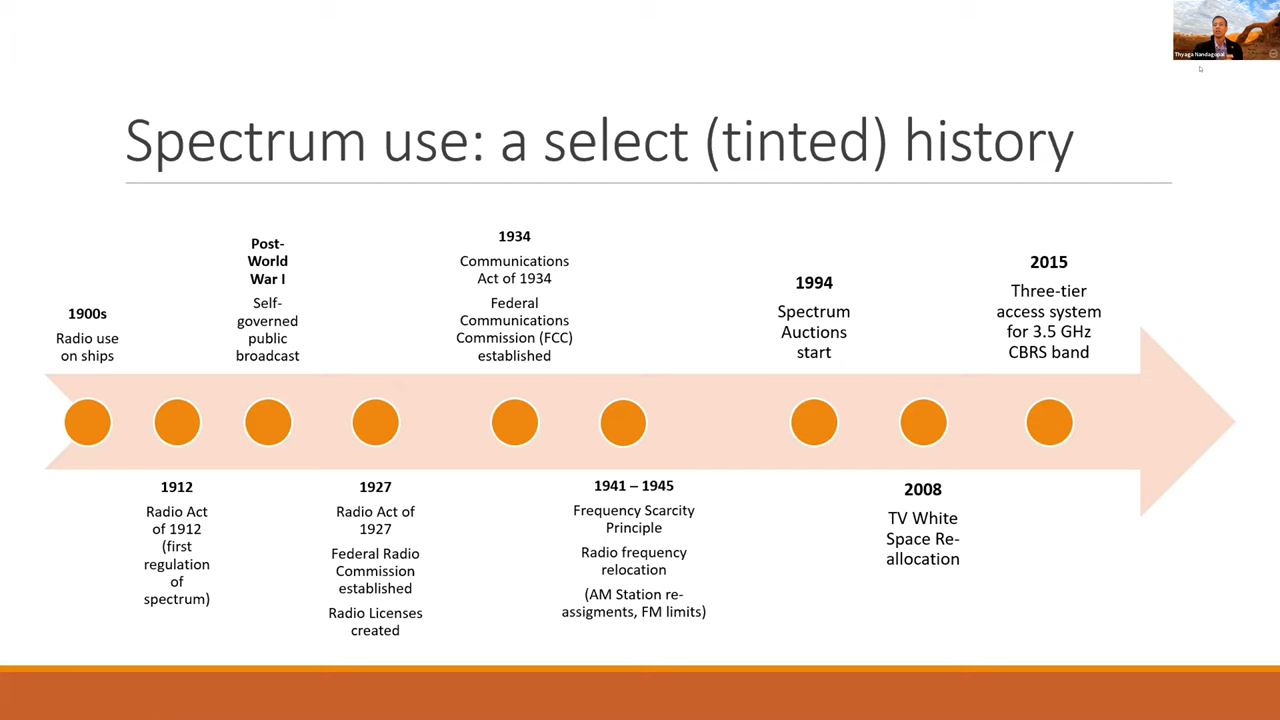 Thyaga Nandagopal
Spectrum use: a select (tinted) history
1900s
Radio use
on ships
1912
Radio Act
of 1912
(first
regulation
of
spectrum)
Post-
World
War I
Self-
governed
public
broadcast
1927
Radio Act of
1927
Federal Radio
Commission
established
Radio Licenses
created
1934
Communications
Act of 1934
Federal
Communications
Commission (FCC)
established
1941 – 1945
Frequency Scarcity
Principle
Radio frequency
relocation
(AM Station re-
assigments, FM limits)
1994
Spectrum
Auctions
start
2008
TV White
Space Re-
allocation
2015
Three-tier
access system
for 3.5 GHz
CBRS band